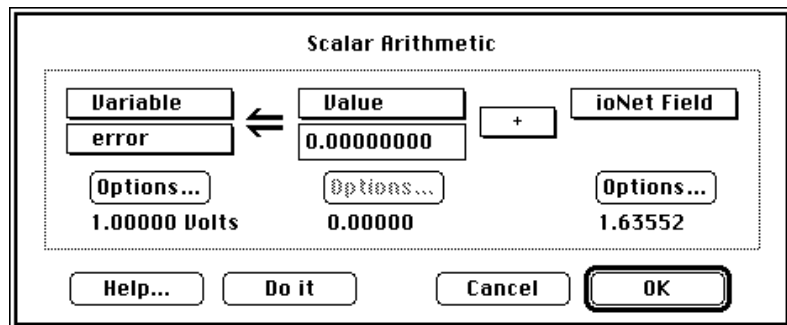 Scalar Arithmetic
Variable Value ioNet Field
error 0.00000000 +
Options... Options... Options...
1.00000 Volts 0.00000 1.63552
Help... Do it Cancel OK